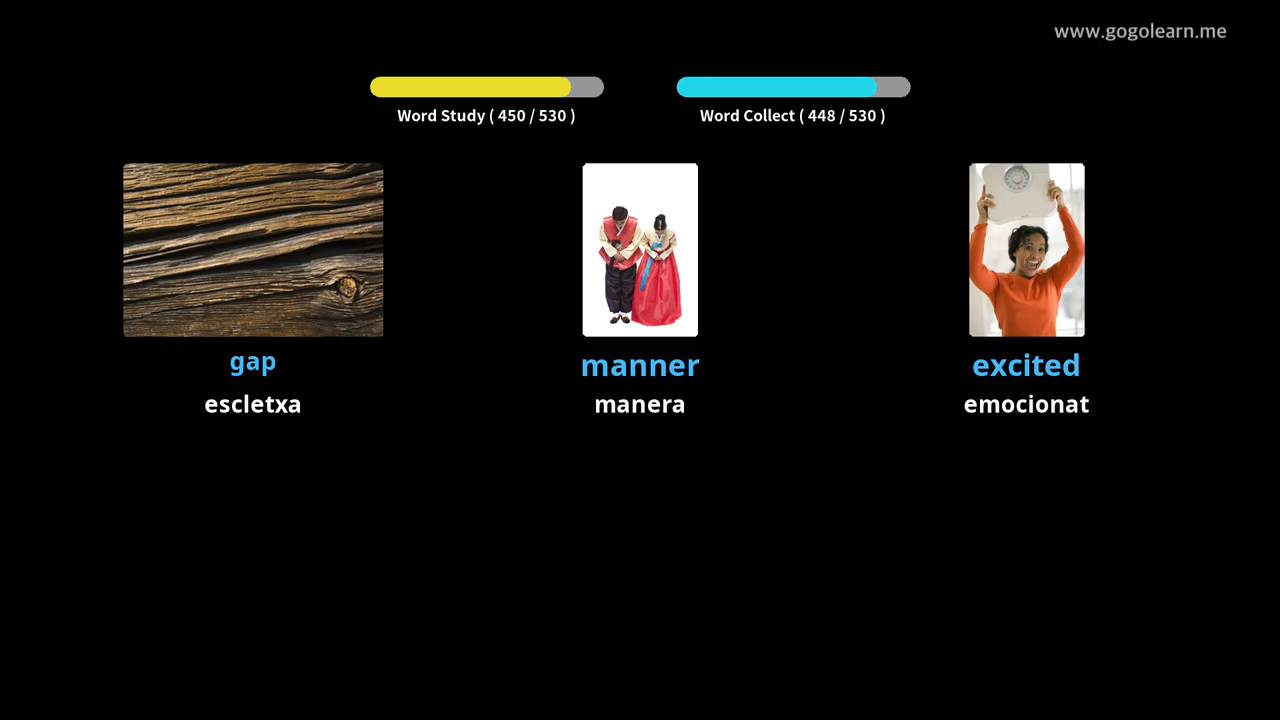 www.gogolearn.me
Word Study ( 450 / 530 )
Word Collect ( 448 / 530 )
gap
manner
excited
escletxa
manera
emocionat